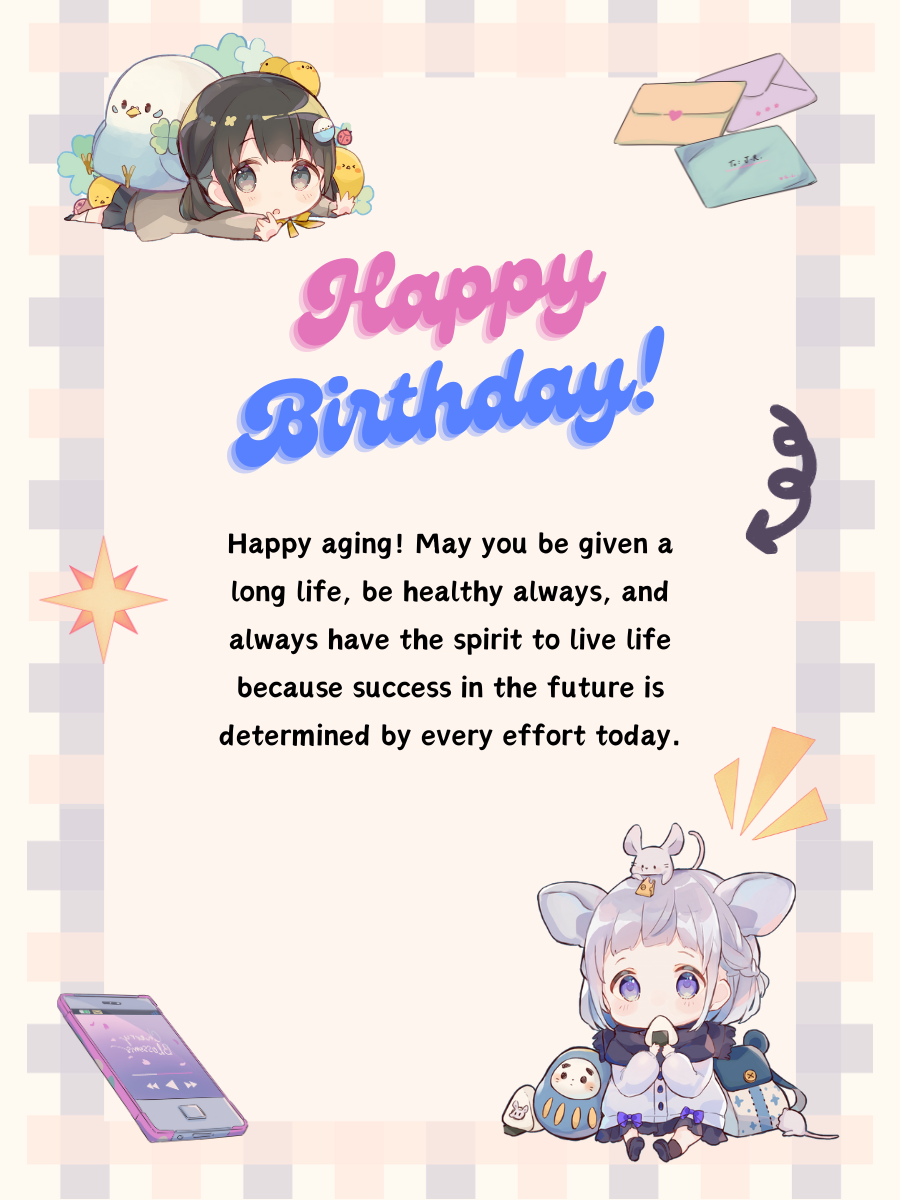 Happy
Birthday!
Happy aging! May you be given a
long life, be healthy always, and
always have the spirit to live life
because success in the future is
determined by every effort today.